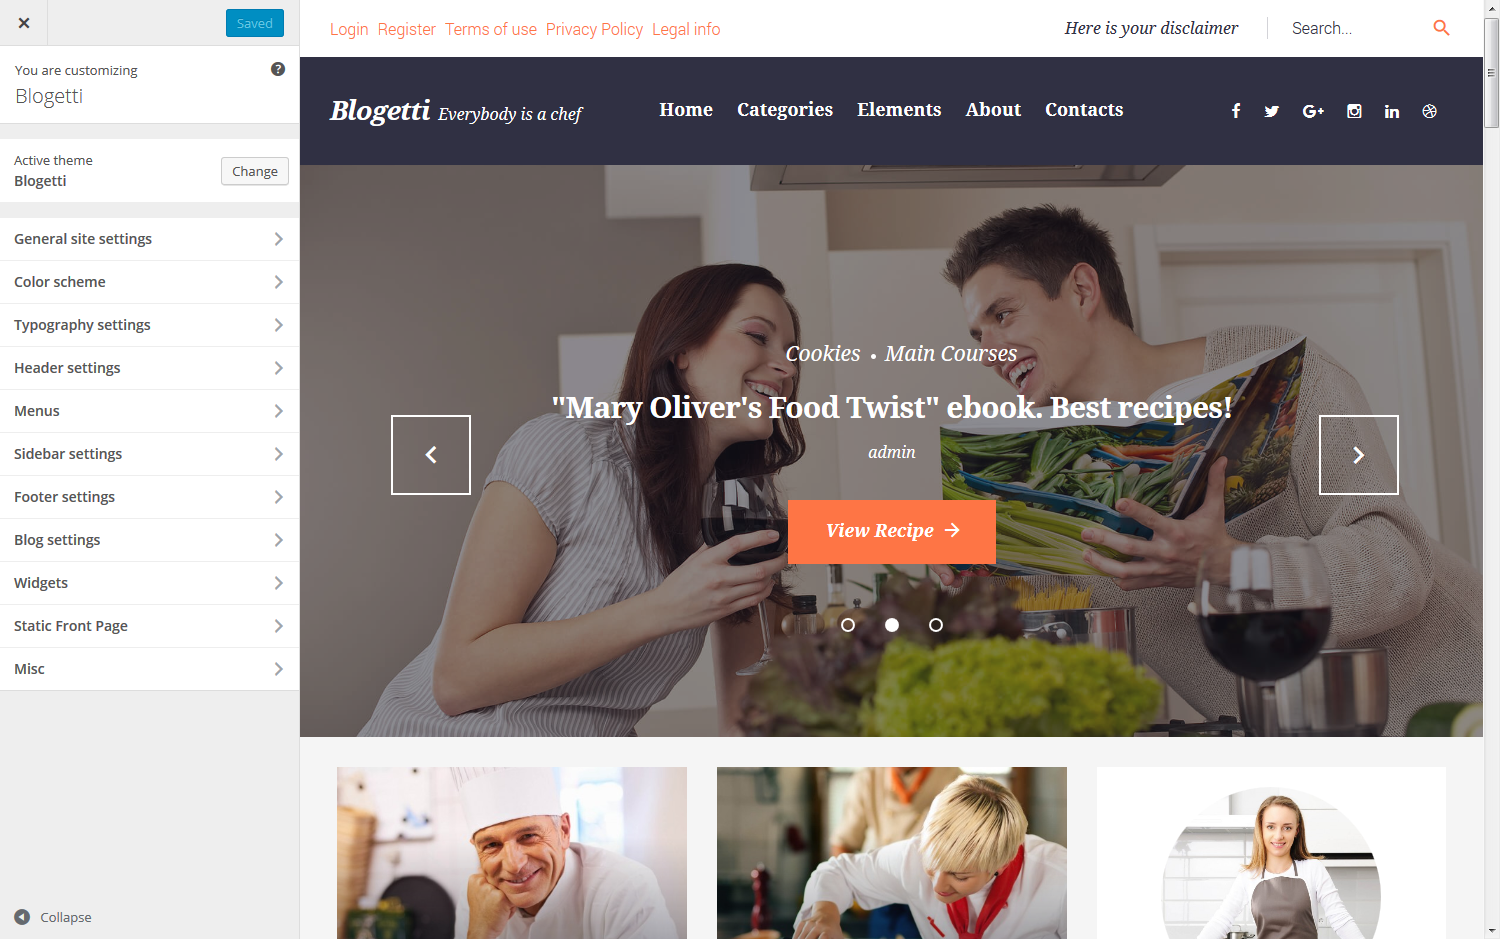 Saved
You are customizing
Blogetti
Active theme
Blogetti
Change
General site settings
Color scheme
Typography settings
Header settings
Menus
Sidebar settings
Footer settings
Blog settings
Widgets
Static Front Page
Misc
Collapse
Login Register Terms of use Privacy Policy Legal info
Here is your disclaimer
Search...
Blogetti Everybody is a chef
Home Categories Elements About Contacts
Cookies • Main Courses
"Mary Oliver's Food Twist" ebook. Best recipes!
admin
View Recipe